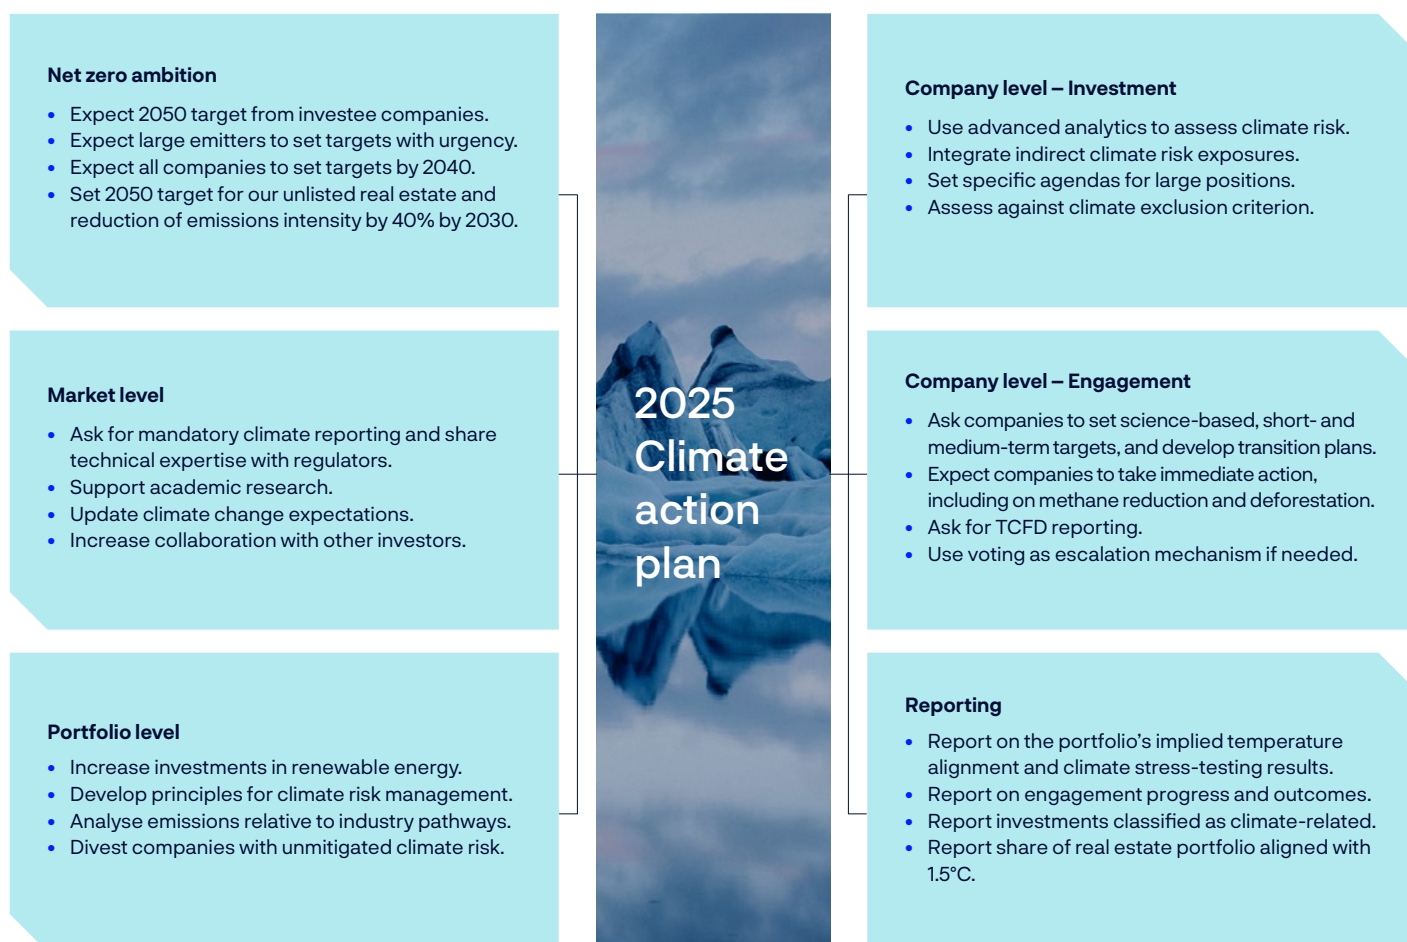 Net zero ambition
• Expect 2050 target from investee companies.
• Expect large emitters to set targets with urgency.
• Expect all companies to set targets by 2040.
• Set 2050 target for our unlisted real estate and
reduction of emissions intensity by 40% by 2030.
Market level
• Ask for mandatory climate reporting and share
technical expertise with regulators.
• Support academic research.
• Update climate change expectations.
• Increase collaboration with other investors.
Portfolio level
• Increase investments in renewable energy.
• Develop principles for climate risk management.
• Analyse emissions relative to industry pathways.
• Divest companies with unmitigated climate risk.
2025
Climate
action
plan
Company level – Investment
• Use advanced analytics to assess climate risk.
• Integrate indirect climate risk exposures.
• Set specific agendas for large positions.
• Assess against climate exclusion criterion.
Company level – Engagement
• Ask companies to set science-based, short- and
medium-term targets, and develop transition plans.
• Expect companies to take immediate action,
including on methane reduction and deforestation.
• Ask for TCFD reporting.
• Use voting as escalation mechanism if needed.
Reporting
• Report on the portfolio’s implied temperature
alignment and climate stress-testing results.
• Report on engagement progress and outcomes.
• Report investments classified as climate-related.
• Report share of real estate portfolio aligned with
1.5°C.